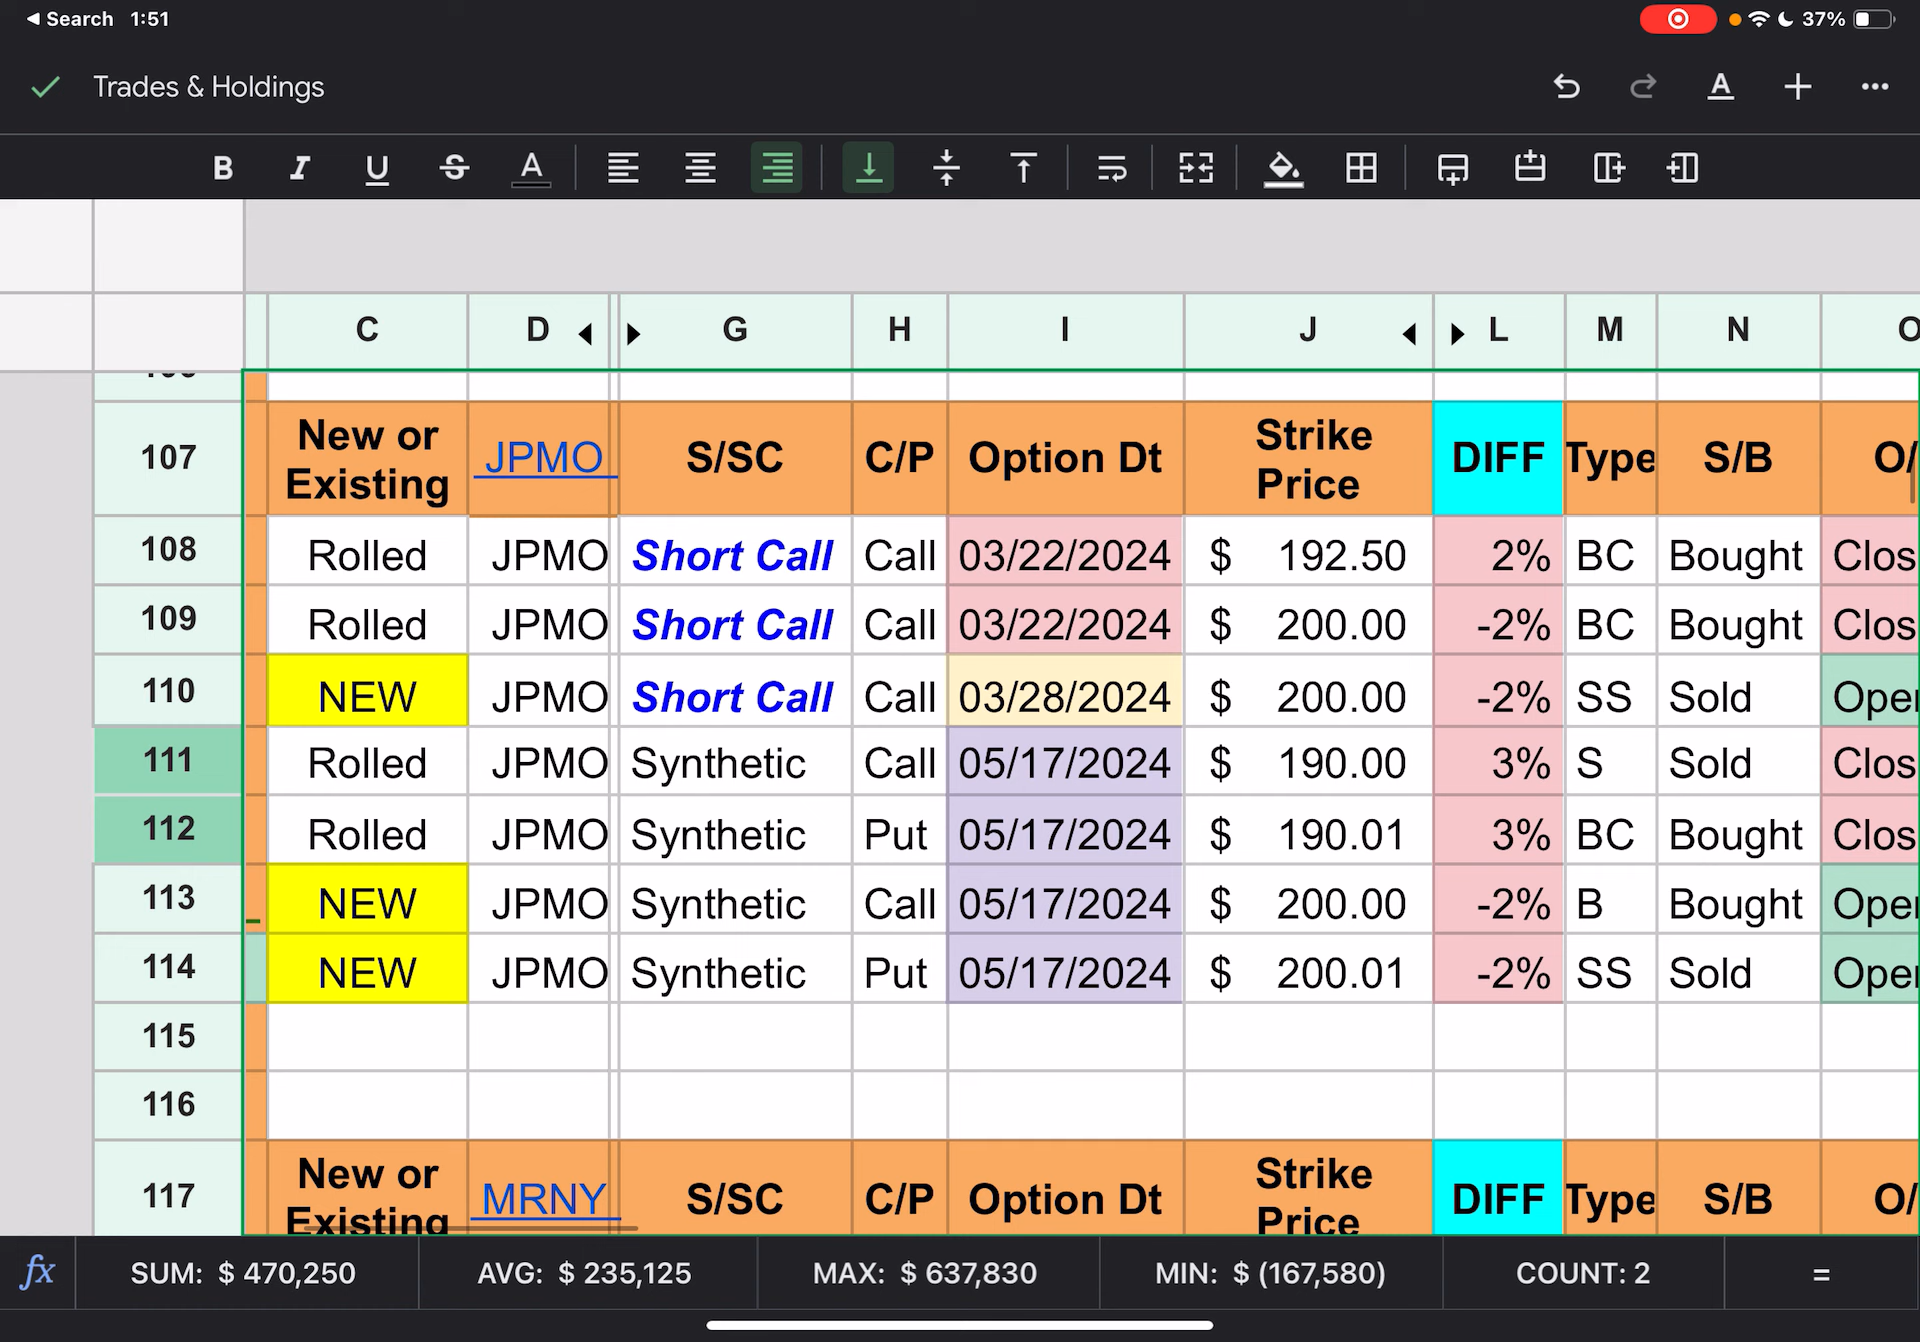 Search 1:51 37%
Trades & Holdings
B I U S A
C D G H I J L M N O
107 New or Existing JPMO S/SC C/P Option Dt Strike Price DIFF Type S/B O/
108 Rolled JPMO Short Call Call 03/22/2024 $ 192.50 2% BC Bought Clos
109 Rolled JPMO Short Call Call 03/22/2024 $ 200.00 -2% BC Bought Clos
110 NEW JPMO Short Call Call 03/28/2024 $ 200.00 -2% SS Sold Open
111 Rolled JPMO Synthetic Call 05/17/2024 $ 190.00 3% S Sold Clos
112 Rolled JPMO Synthetic Put 05/17/2024 $ 190.01 3% BC Bought Clos
113 NEW JPMO Synthetic Call 05/17/2024 $ 200.00 -2% B Bought Open
114 NEW JPMO Synthetic Put 05/17/2024 $ 200.01 -2% SS Sold Open
115
116
117 New or Existing MRNY S/SC C/P Option Dt Strike Price DIFF Type S/B O/
fx SUM: $ 470,250 AVG: $ 235,125 MAX: $ 637,830 MIN: $ (167,580) COUNT: 2 =